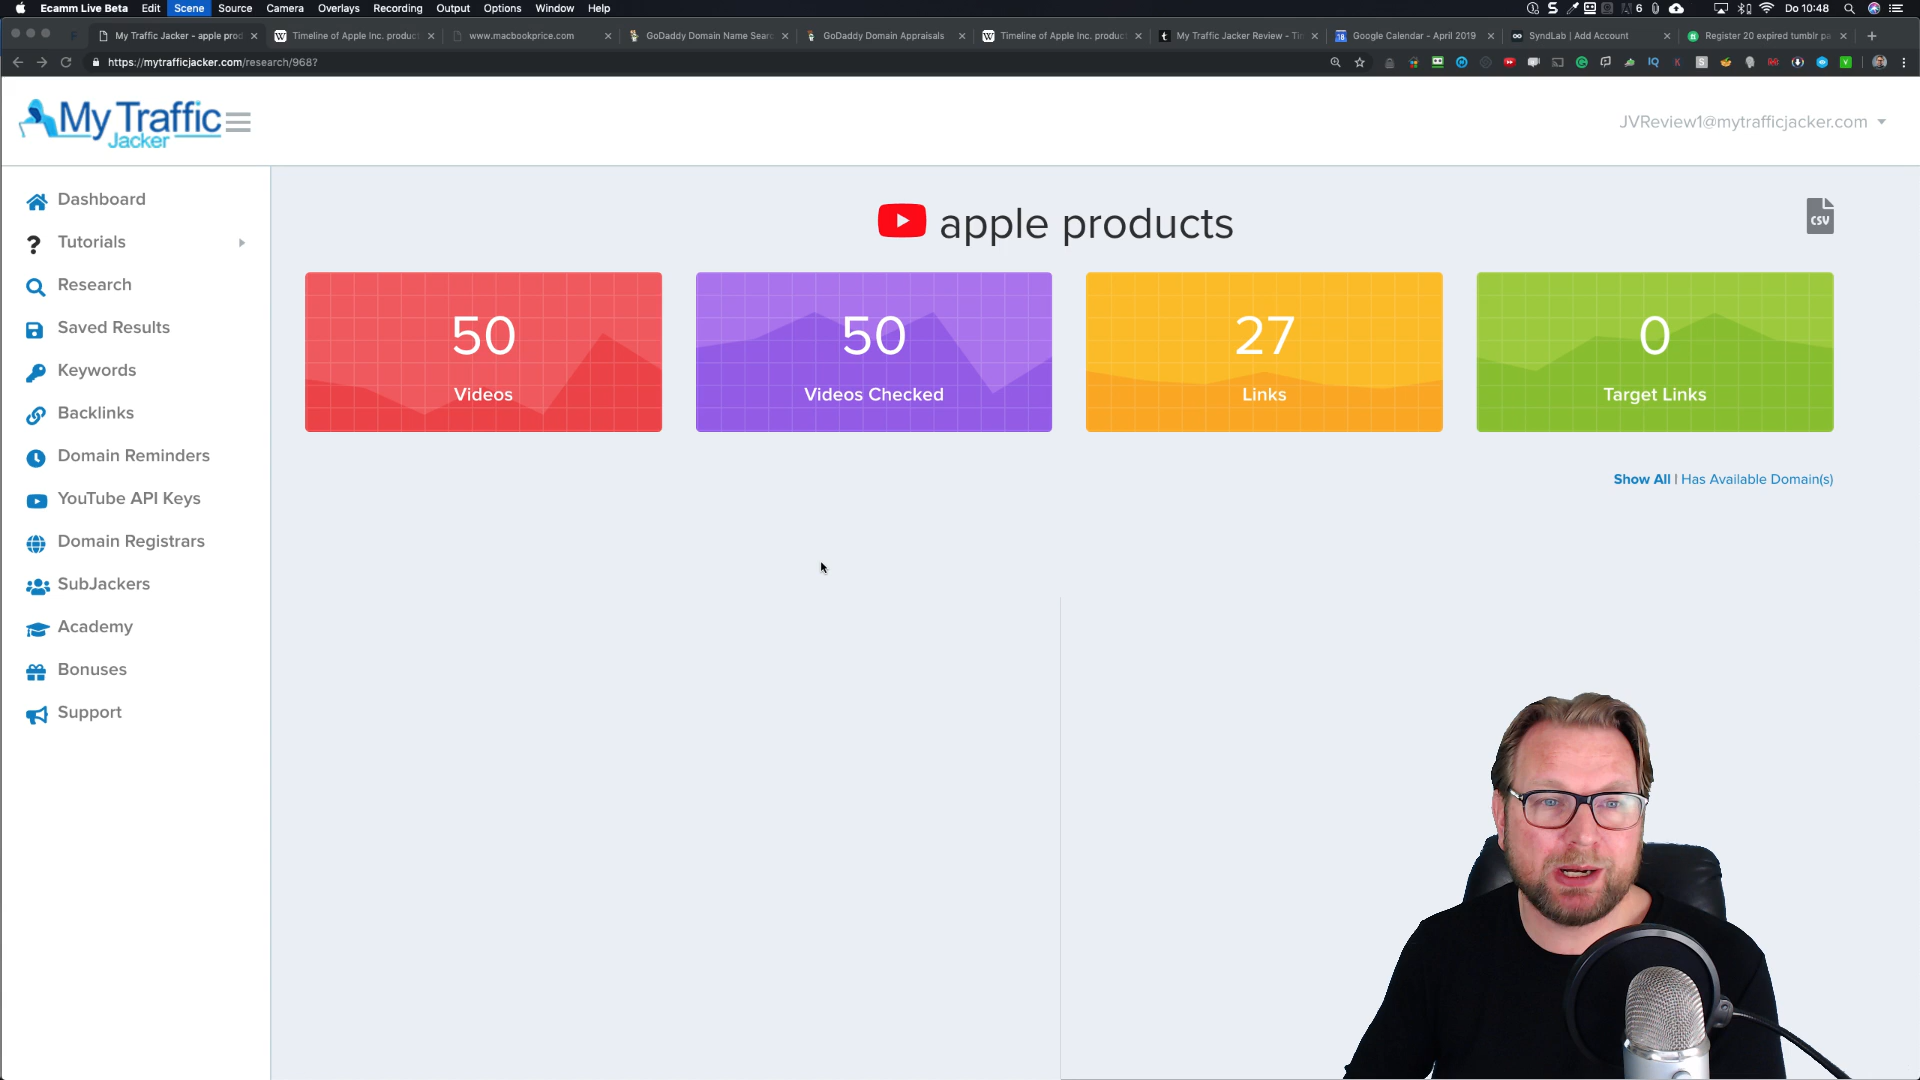 Ecamm Live Beta Edit Scene Source Camera Overlays Recording Output Options Window Help
6 Do 10:48
My Traffic Jacker - apple prod
Timeline of Apple Inc. product
www.macbookprice.com
GoDaddy Domain Name Searc
GoDaddy Domain Appraisals
Timeline of Apple Inc. product
My Traffic Jacker Review - Ti
Google Calendar - April 2019
SyndLab | Add Account
Register 20 expired tumblr pa
https://mytrafficjacker.com/research/968?
My Traffic
Jacker
JVReview1@mytrafficjacker.com
Dashboard
Tutorials
Research
Saved Results
Keywords
Backlinks
Domain Reminders
YouTube API Keys
Domain Registrars
SubJackers
Academy
Bonuses
Support
apple products
CSV
50
Videos
50
Videos Checked
27
Links
0
Target Links
Show All | Has Available Domain(s)